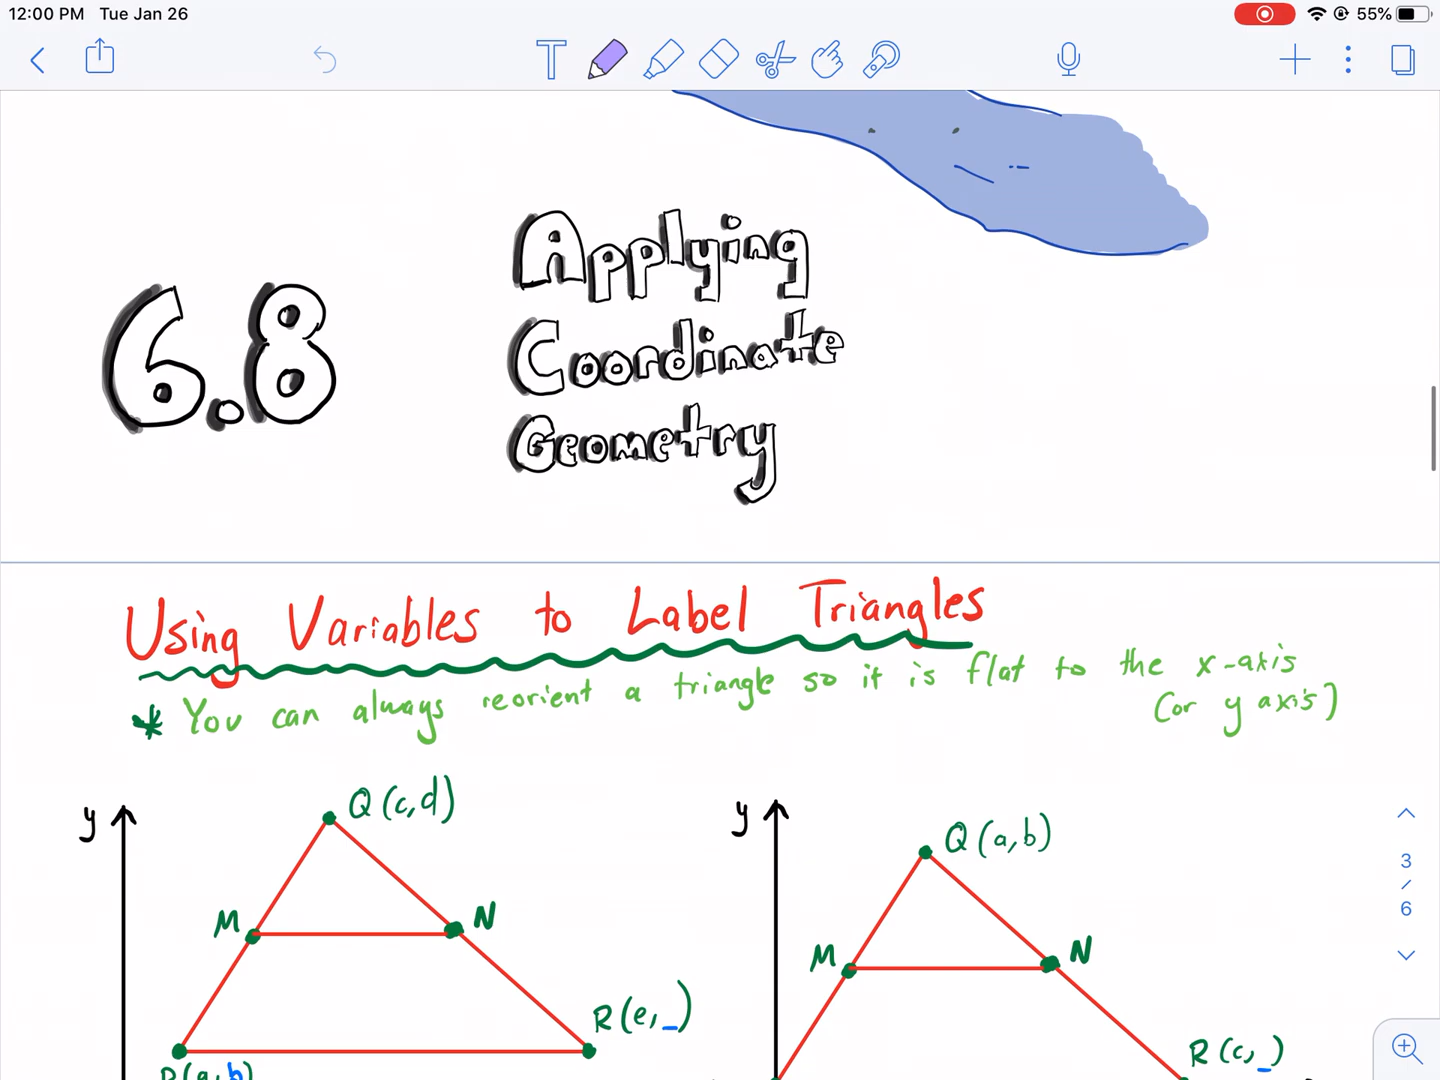 12:00 PM Tue Jan 26
55%
6.8
Applying
Coordinate
Geometry
Using Variables to Label Triangles
* You can always reorient a triangle so it is flat to the x-axis
(or y axis)
y
Q (c,d)
M
N
R (e, _)
P(a,b)
y
Q (a,b)
M
N
R (c, _)
3
/
6